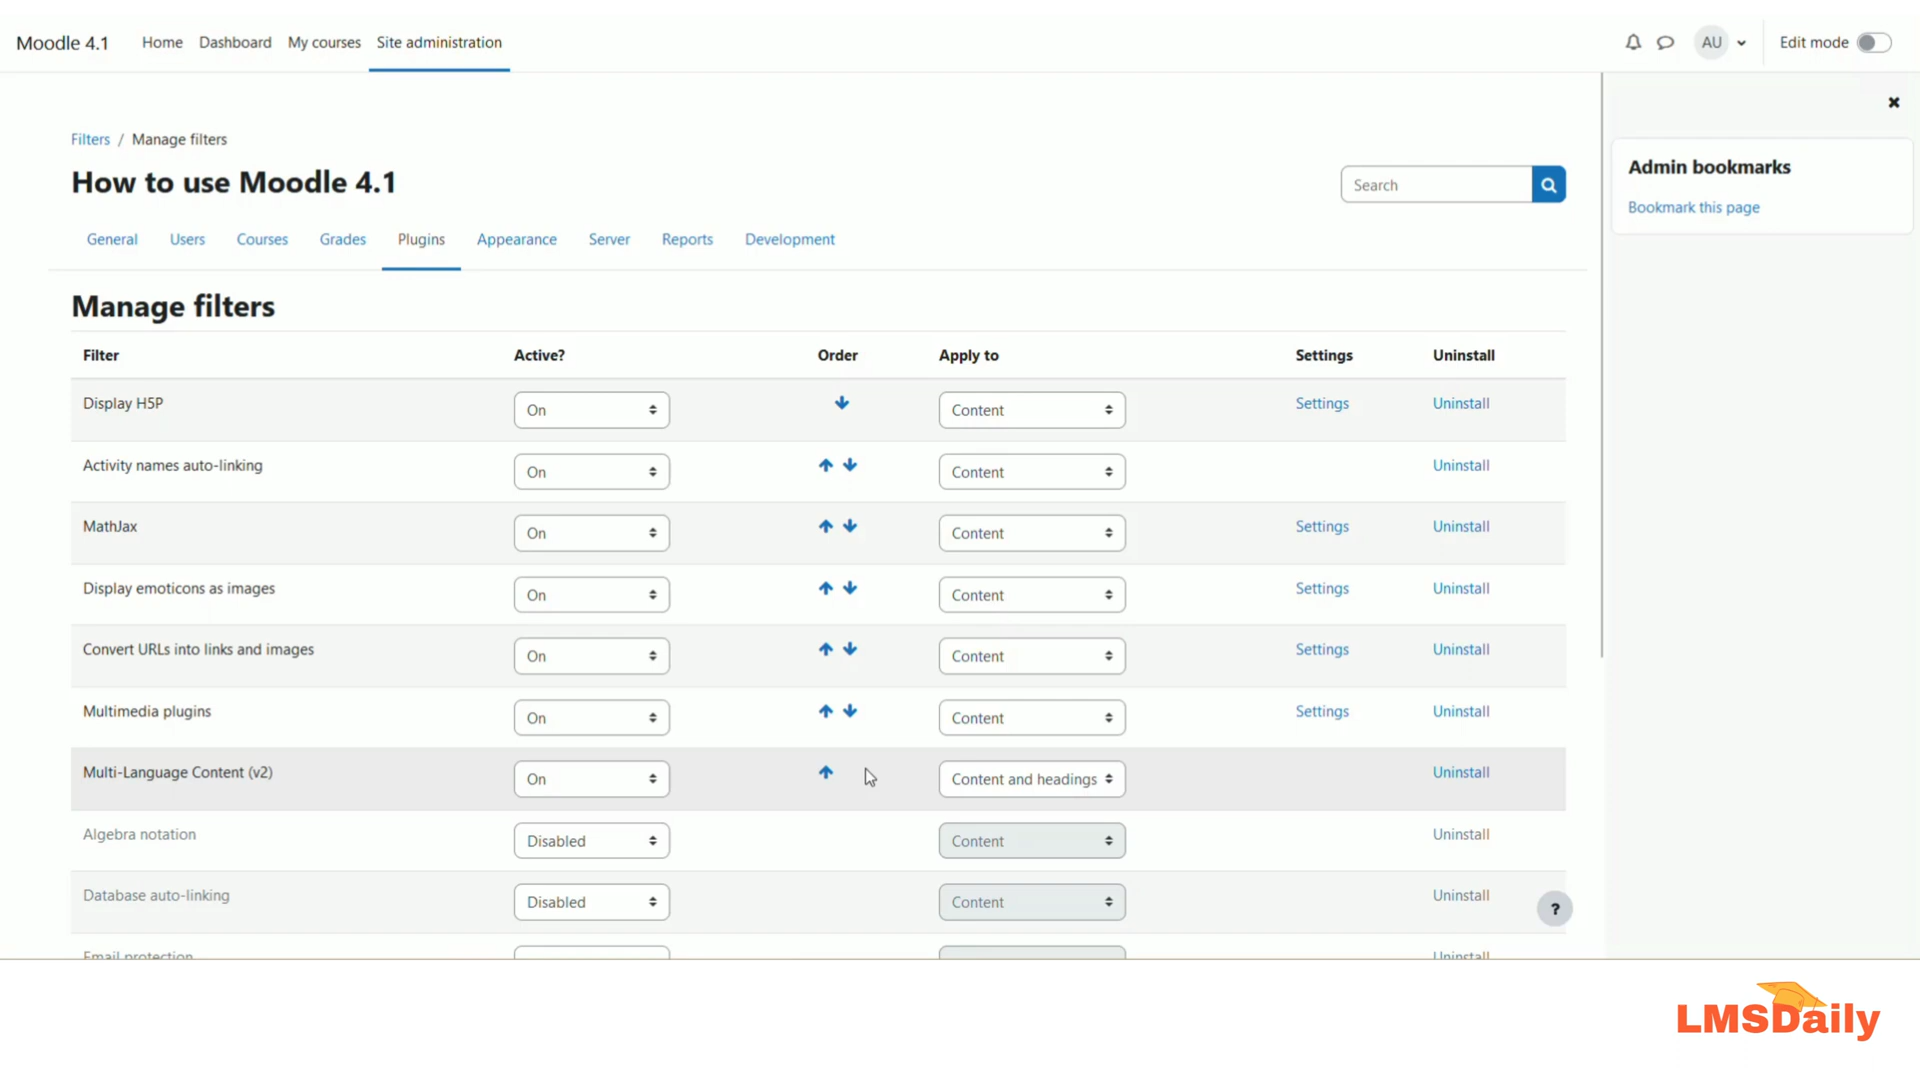 Moodle 4.1 Home Dashboard My courses Site administration AU Edit mode
Filters / Manage filters
How to use Moodle 4.1
Search
Admin bookmarks
Bookmark this page
General Users Courses Grades Plugins Appearance Server Reports Development
Manage filters
Filter Active? Order Apply to Settings Uninstall
Display H5P On Content Settings Uninstall
Activity names auto-linking On Content Uninstall
MathJax On Content Settings Uninstall
Display emoticons as images On Content Settings Uninstall
Convert URLs into links and images On Content Settings Uninstall
Multimedia plugins On Content Settings Uninstall
Multi-Language Content (v2) On Content and headings Uninstall
Algebra notation Disabled Content Uninstall
Database auto-linking Disabled Content Uninstall
?
Email protection Uninstall
LMSDaily